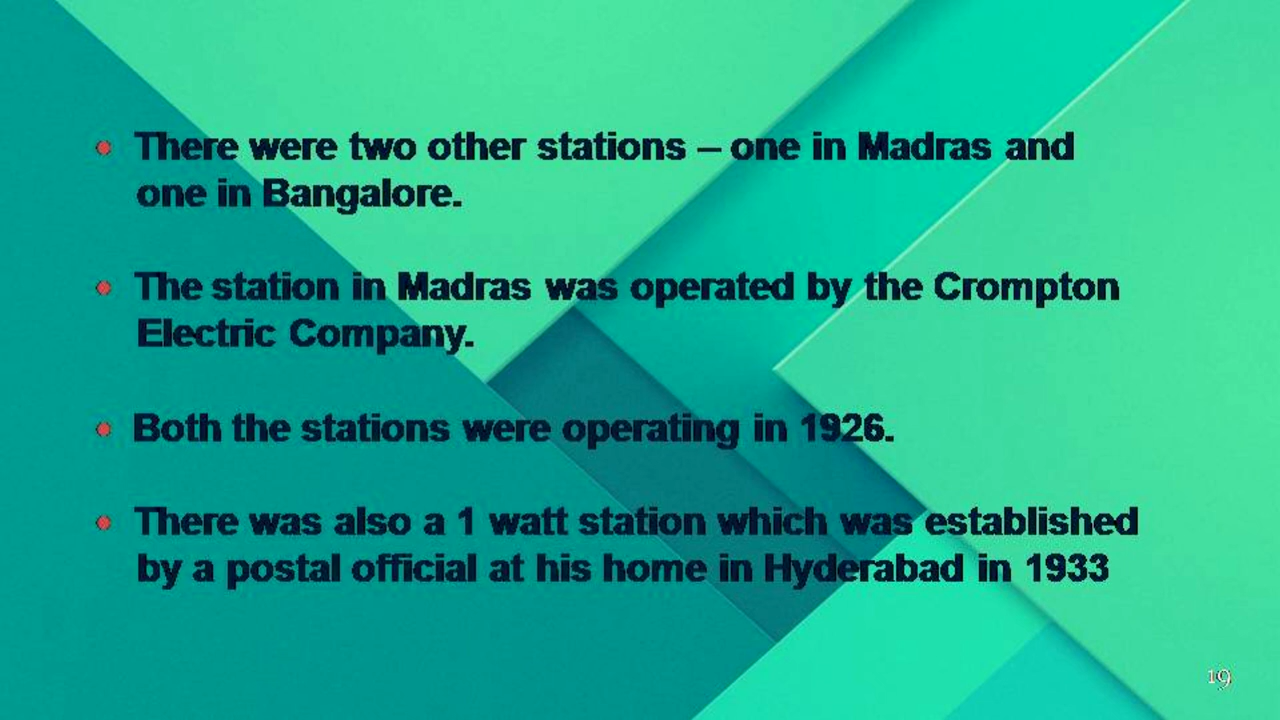 • There were two other stations – one in Madras and
one in Bangalore.
• The station in Madras was operated by the Crompton
Electric Company.
• Both the stations were operating in 1926.
• There was also a 1 watt station which was established
by a postal official at his home in Hyderabad in 1933
19